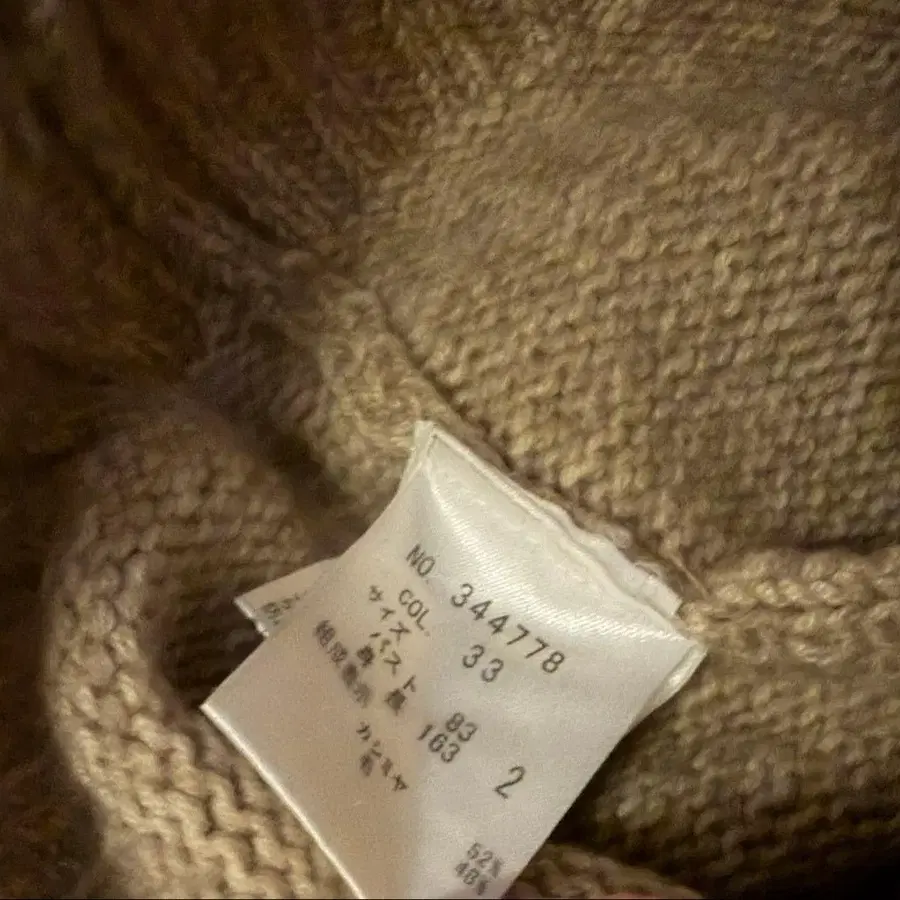 NO. 344778
COL. 33
サイズ 2
バスト 83
身長 163
組成表示
カシミヤ 52%
毛 48%